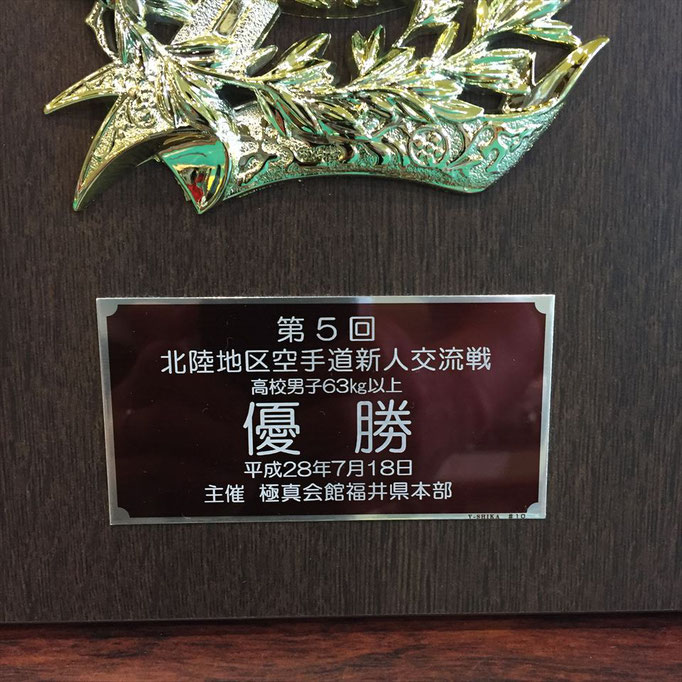 第5回
北陸地区空手道新人交流戦
高校男子63㎏以上
優勝
平成28年7月18日
主催 極真会館福井県本部
Y-SHIKA #10